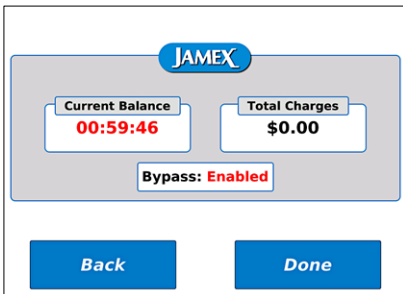 JAMEX
Current Balance
00:59:46
Total Charges
$0.00
Bypass: Enabled
Back
Done